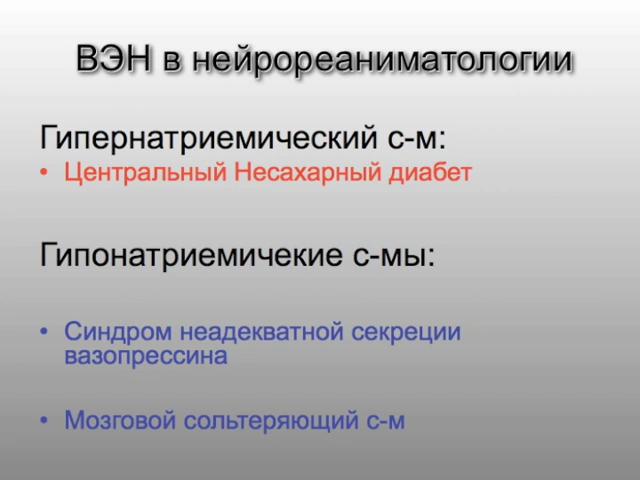 ВЭН в нейрореаниматологии
Гипернатриемический с-м:
• Центральный Несахарный диабет
Гипонатриемичекие с-мы:
• Синдром неадекватной секреции
вазопрессина
• Мозговой сольтеряющий с-м